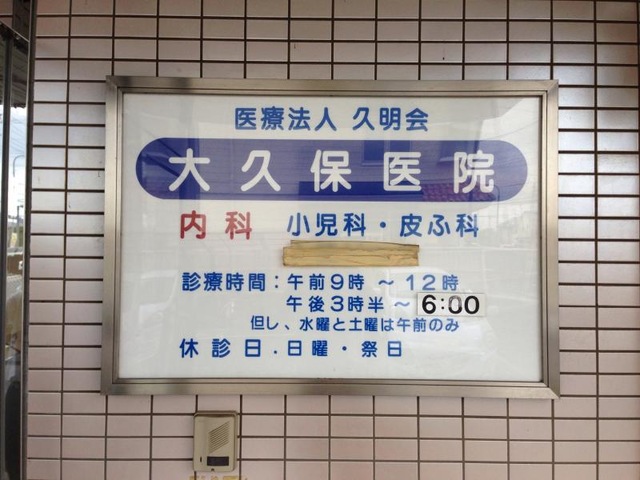 医療法人 久明会
大久保医院
内科 小児科・皮ふ科
診療時間：午前9時 ～12時
午後3時半～6:00
但し、水曜と土曜は午前のみ
休診日.日曜・祭日